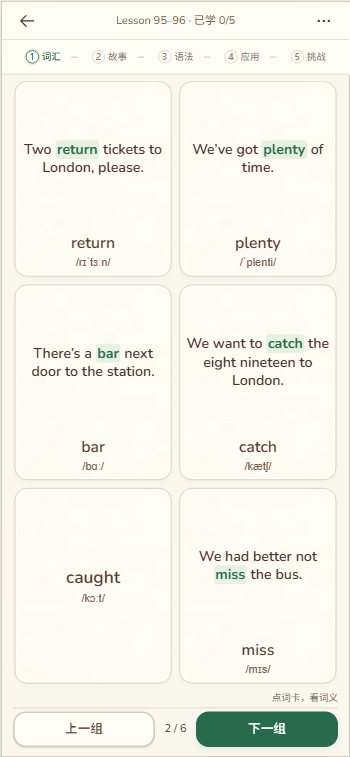 Lesson 95–96 · 已学 0/5
1 词汇 – 2 故事 – 3 语法 – 4 应用 – 5 挑战
Two return tickets to
London, please.
return
/rɪˈtɜːn/
We've got plenty of
time.
plenty
/ˈplenti/
There's a bar next
door to the station.
bar
/bɑː/
We want to catch the
eight nineteen to
London.
catch
/kætʃ/
caught
/kɔːt/
We had better not
miss the bus.
miss
/mɪs/
点词卡，看词义
上一组
2 / 6
下一组